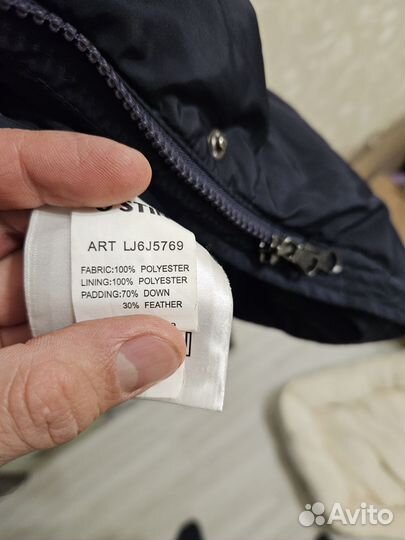 ART LJ6J5769
FABRIC:100% POLYESTER
LINING:100% POLYESTER
PADDING:70% DOWN
30% FEATHER
Avito